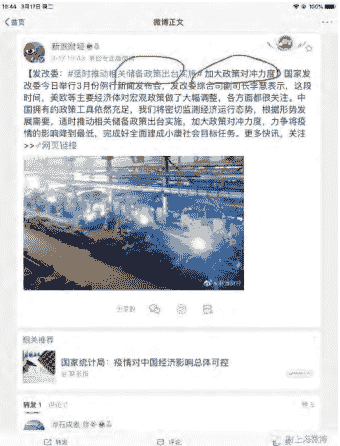 10:44 3月17日 周二
100%
首页
微博正文
新浪财经
【发改委：#适时推动相关储备政策出台实施# 加大政策对冲力度】国家发
改委今日举行3月份例行新闻发布会，发改委综合司副司长李慧表示，这段
时间，美欧等主要经济体对宏观政策做了大幅调整，各方面都很关注。中
国拥有的政策工具依然充足，我们将密切监测经济运行态势，根据形势发
展需要，适时推动相关储备政策出台实施，加大政策对冲力度，力争将疫
情的影响降到最低，完成好全面建成小康社会目标任务。更多快讯，关注
>>网页链接
相关推荐
国家统计局：疫情对中国经济影响总体可控
转发 1
转发
评论